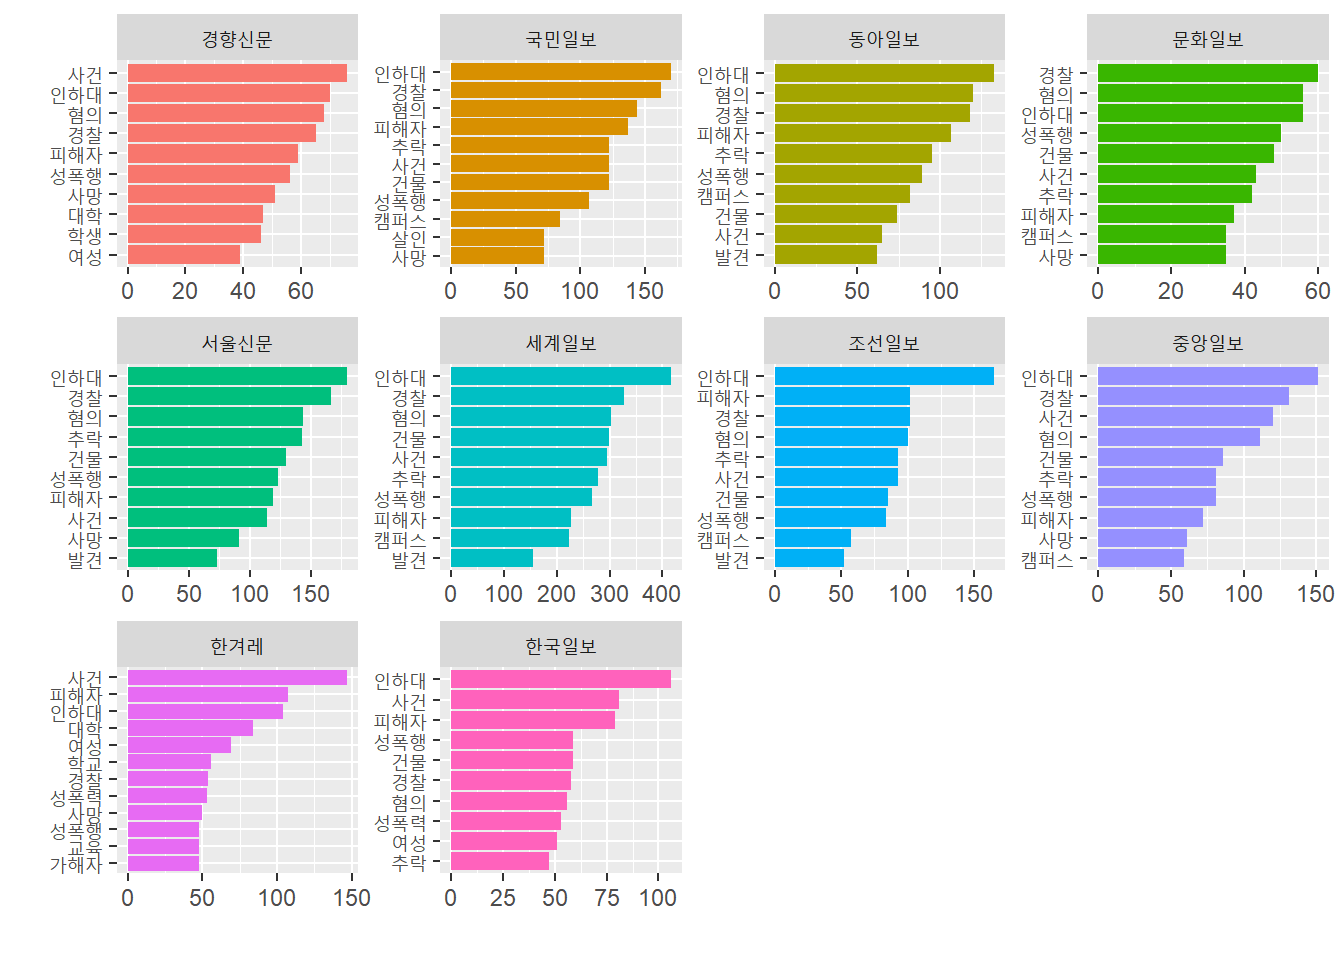 경향신문
사건
인하대
혐의
경찰
피해자
성폭행
사망
대학
학생
여성
0 20 40 60
국민일보
인하대
경찰
혐의
피해자
추락
사건
건물
성폭행
캠퍼스
살인
사망
0 50 100 150
동아일보
인하대
혐의
경찰
피해자
추락
성폭행
캠퍼스
건물
사건
발견
0 50 100
문화일보
경찰
혐의
인하대
성폭행
건물
사건
추락
피해자
캠퍼스
사망
0 20 40 60
서울신문
인하대
경찰
혐의
추락
건물
성폭행
피해자
사건
사망
발견
0 50 100 150
세계일보
인하대
경찰
혐의
건물
사건
추락
성폭행
피해자
캠퍼스
발견
0 100 200 300 400
조선일보
인하대
피해자
경찰
혐의
추락
사건
건물
성폭행
캠퍼스
발견
0 50 100 150
중앙일보
인하대
경찰
사건
혐의
건물
추락
성폭행
피해자
사망
캠퍼스
0 50 100 150
한겨레
사건
피해자
인하대
대학
여성
학교
경찰
성폭력
사망
성폭행
교육
가해자
0 50 100 150
한국일보
인하대
사건
피해자
성폭행
건물
경찰
혐의
성폭력
여성
추락
0 25 50 75 100